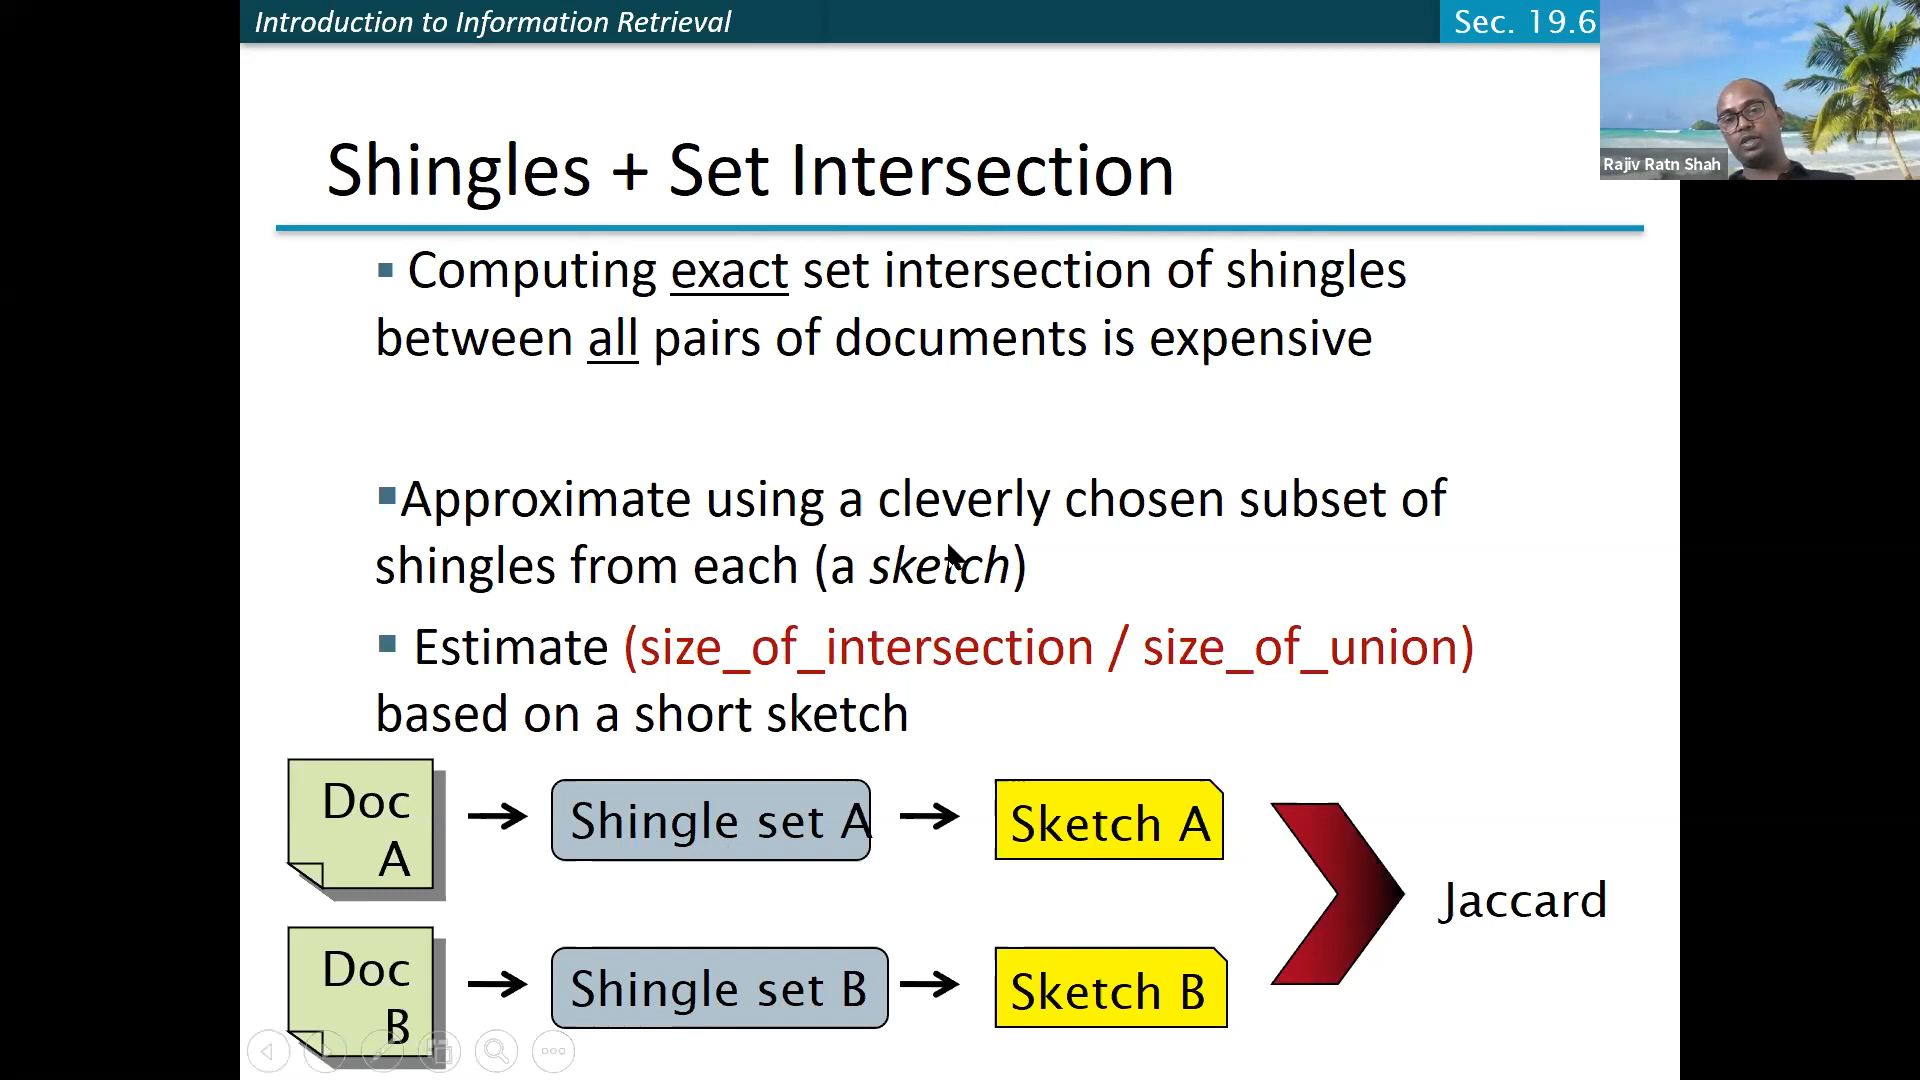 Introduction to Information Retrieval
Sec. 19.6
Rajiv Ratn Shah
Shingles + Set Intersection
▪ Computing exact set intersection of shingles
between all pairs of documents is expensive
▪Approximate using a cleverly chosen subset of
shingles from each (a sketch)
▪ Estimate (size_of_intersection / size_of_union)
based on a short sketch
Doc
A
Shingle set A
Sketch A
Jaccard
Doc
B
Shingle set B
Sketch B